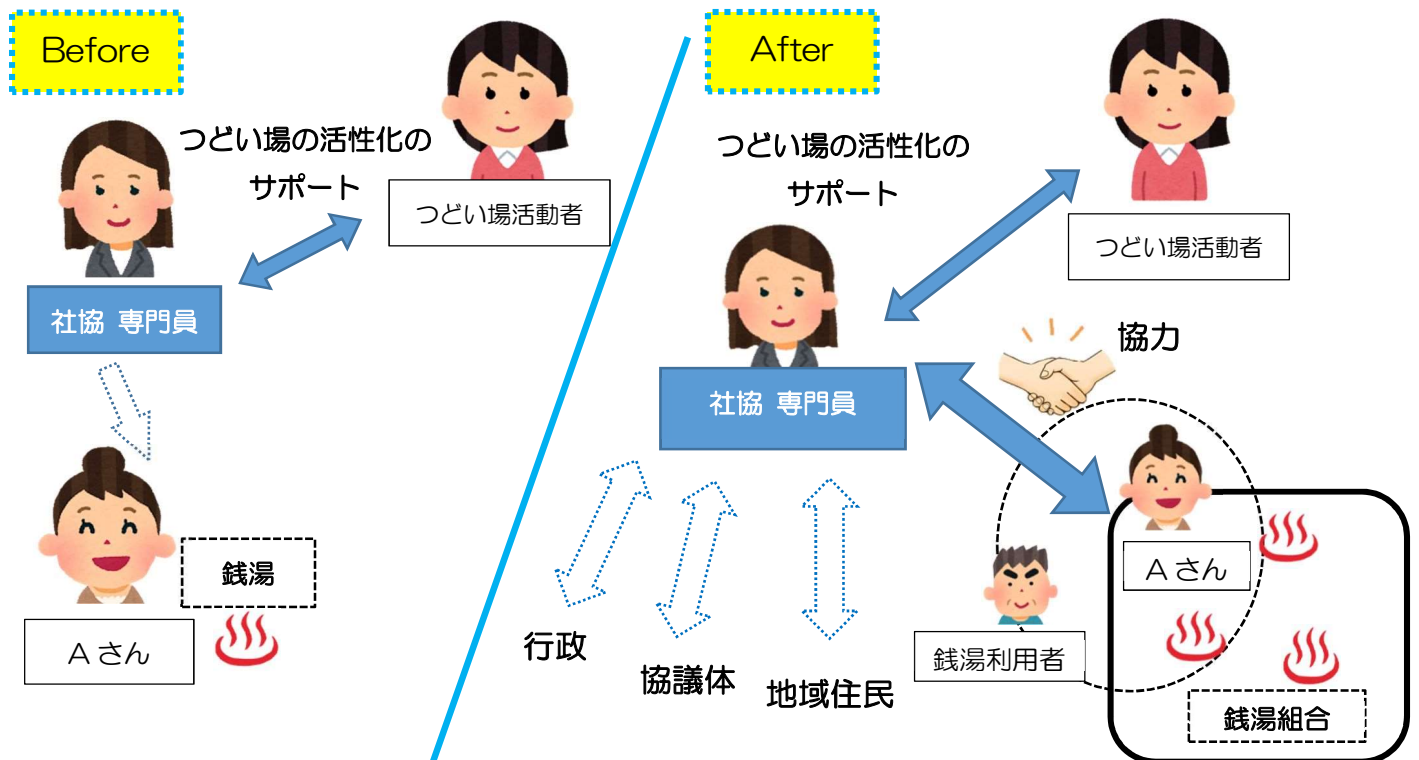 Before
つどい場の活性化の
サポート
つどい場活動者
社協 専門員
銭湯
Aさん
After
つどい場の活性化の
サポート
つどい場活動者
協力
社協 専門員
Aさん
銭湯利用者
銭湯組合
行政
協議体
地域住民